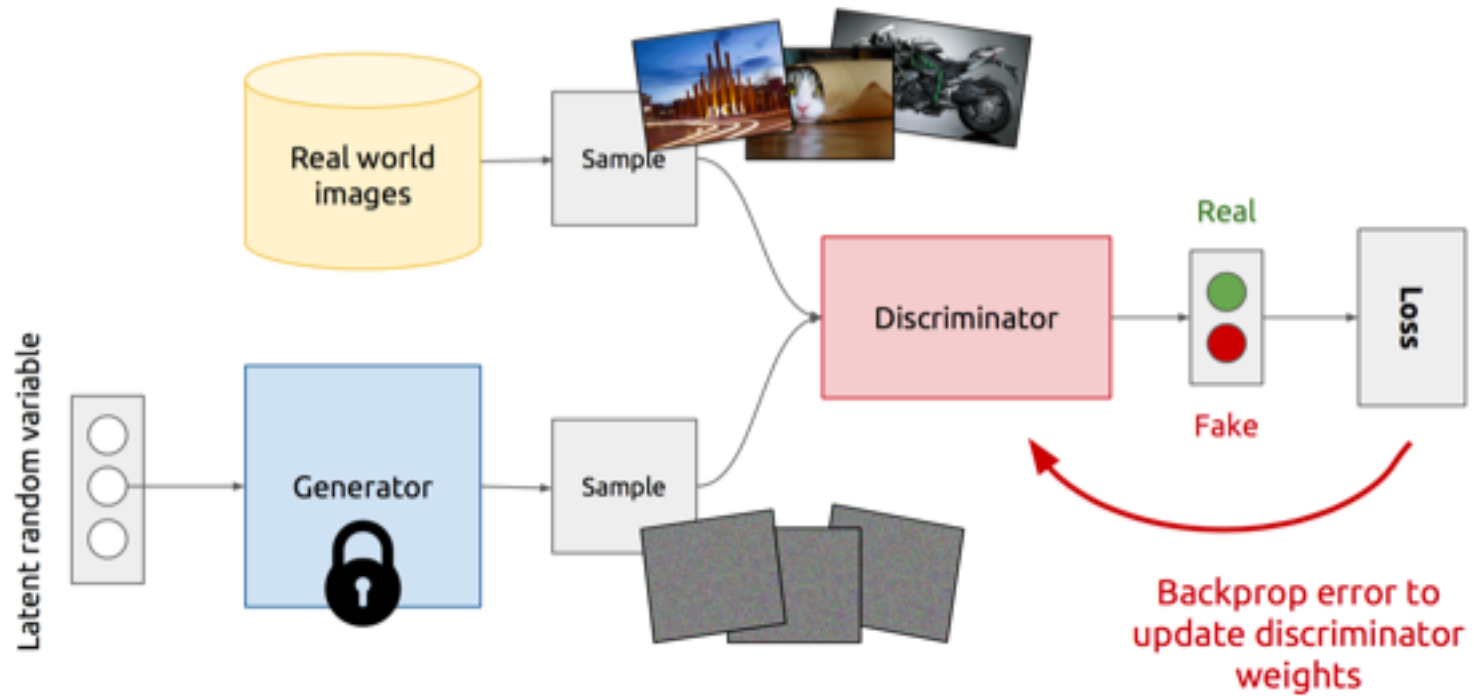 Real world
images
Sample
DCU
Real
Discriminator
Loss
Fake
Latent random variable
Generator
Sample
Backprop error to
update discriminator
weights